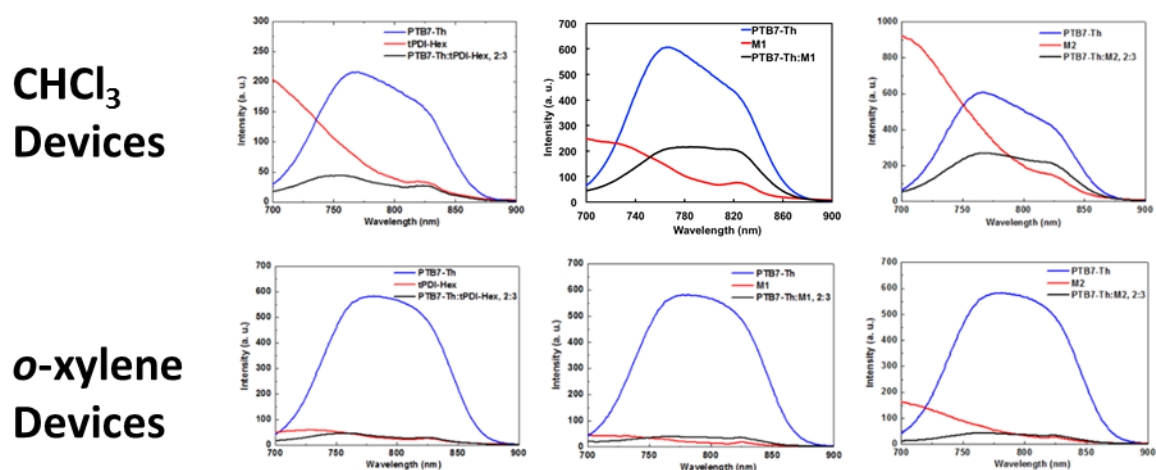 CHCl3
Devices
300
250
200
150
100
50
0
Intensity (a. u.)
PTB7-Th
tPDI-Hex
PTB7-Th:tPDI-Hex, 2:3
700 750 800 850 900
Wavelength (nm)
700
600
500
400
300
200
100
0
Intensity (a. u.)
PTB7-Th
M1
PTB7-Th:M1
700 740 780 820 860 900
Wavelength (nm)
1000
800
600
400
200
0
Intensity (a. u.)
PTB7-Th
M2
PTB7-Th:M2, 2:3
700 750 800 850 900
Wavelength (nm)
o-xylene
Devices
700
600
500
400
300
200
100
0
Intensity (a. u.)
PTB7-Th
tPDI-Hex
PTB7-Th:tPDI-Hex, 2:3
700 750 800 850 900
Wavelength (nm)
700
600
500
400
300
200
100
0
Intensity (a. u.)
PTB7-Th
M1
PTB7-Th:M1, 2:3
700 750 800 850 900
Wavelength (nm)
700
600
500
400
300
200
100
0
Intensity (a. u.)
PTB7-Th
M2
PTB7-Th:M2, 2:3
700 750 800 850 900
Wavelength (nm)